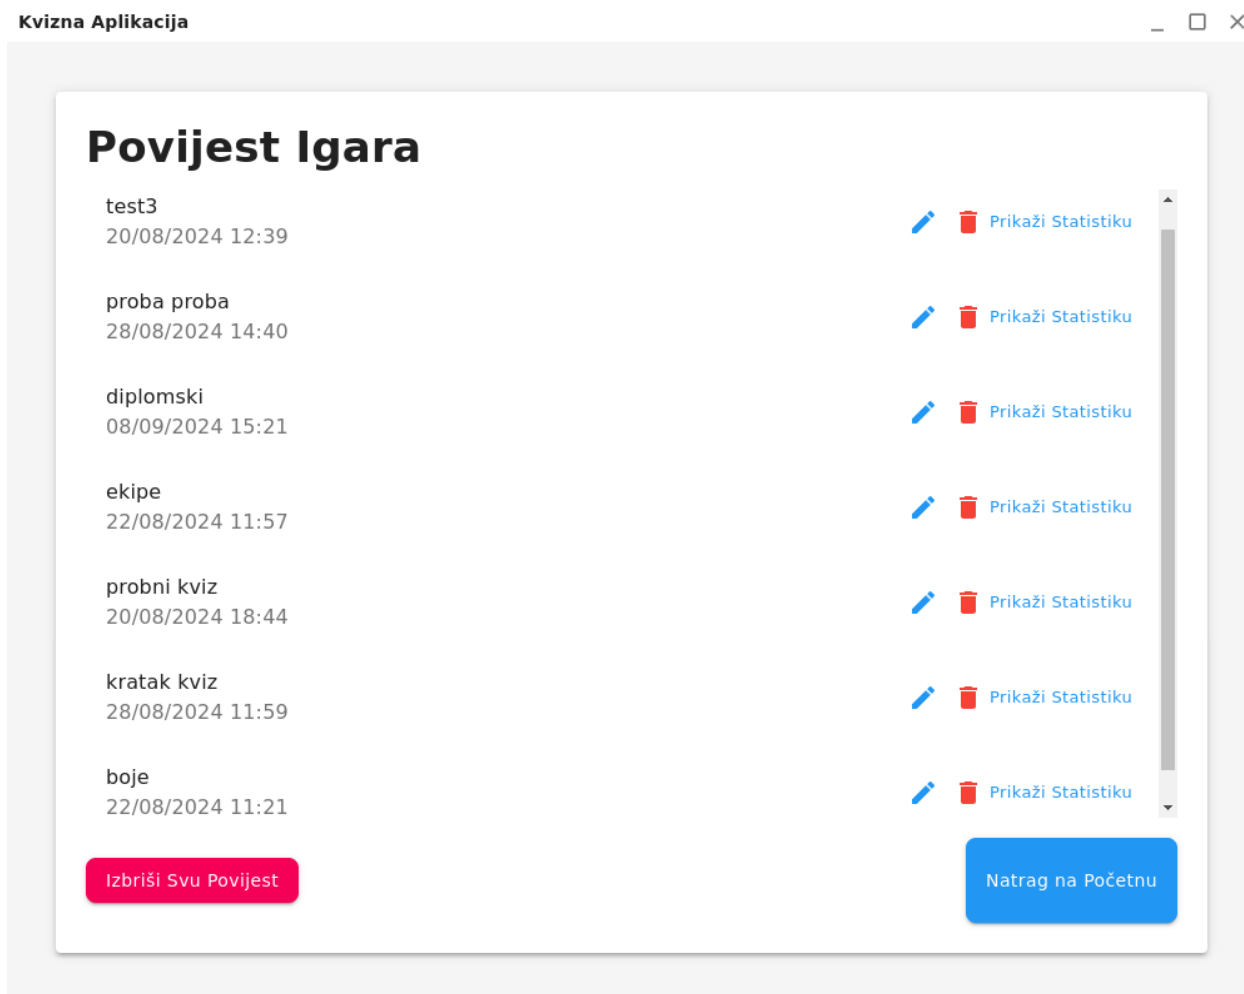 Kvizna Aplikacija
Povijest Igara
test3
20/08/2024 12:39
Prikaži Statistiku
proba proba
28/08/2024 14:40
Prikaži Statistiku
diplomski
08/09/2024 15:21
Prikaži Statistiku
ekipe
22/08/2024 11:57
Prikaži Statistiku
probni kviz
20/08/2024 18:44
Prikaži Statistiku
kratak kviz
28/08/2024 11:59
Prikaži Statistiku
boje
22/08/2024 11:21
Prikaži Statistiku
Izbriši Svu Povijest
Natrag na Početnu